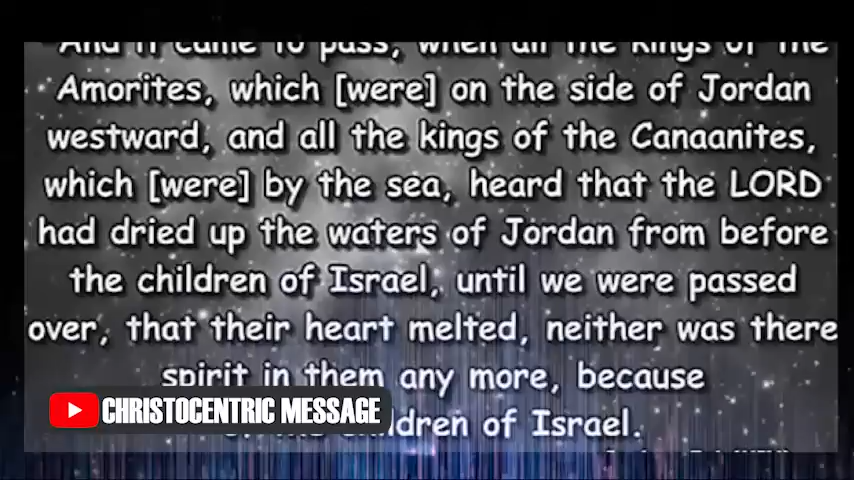 And it came to pass, when all the kings of the
Amorites, which [were] on the side of Jordan
westward, and all the kings of the Canaanites,
which [were] by the sea, heard that the LORD
had dried up the waters of Jordan from before
the children of Israel, until we were passed
over, that their heart melted, neither was there
spirit in them any more, because
children of Israel.
CHRISTOCENTRIC MESSAGE